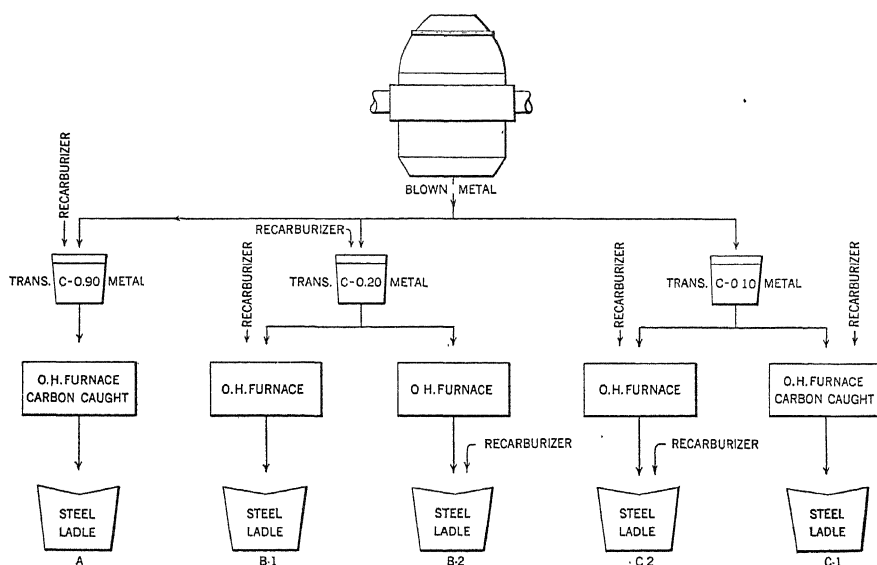 BLOWN METAL
RECARBURIZER
RECARBURIZER
TRANS. C-0.90 METAL
TRANS. C-0.20 METAL
TRANS. C-0 10 METAL
RECARBURIZER
RECARBURIZER
RECARBURIZER
O.H. FURNACE
CARBON CAUGHT
O.H. FURNACE
O H. FURNACE
O.H. FURNACE
O.H. FURNACE
CARBON CAUGHT
RECARBURIZER
RECARBURIZER
STEEL
LADLE
STEEL
LADLE
STEEL
LADLE
STEEL
LADLE
STEEL
LADLE
A
B-1
B-2
C 2
C-1